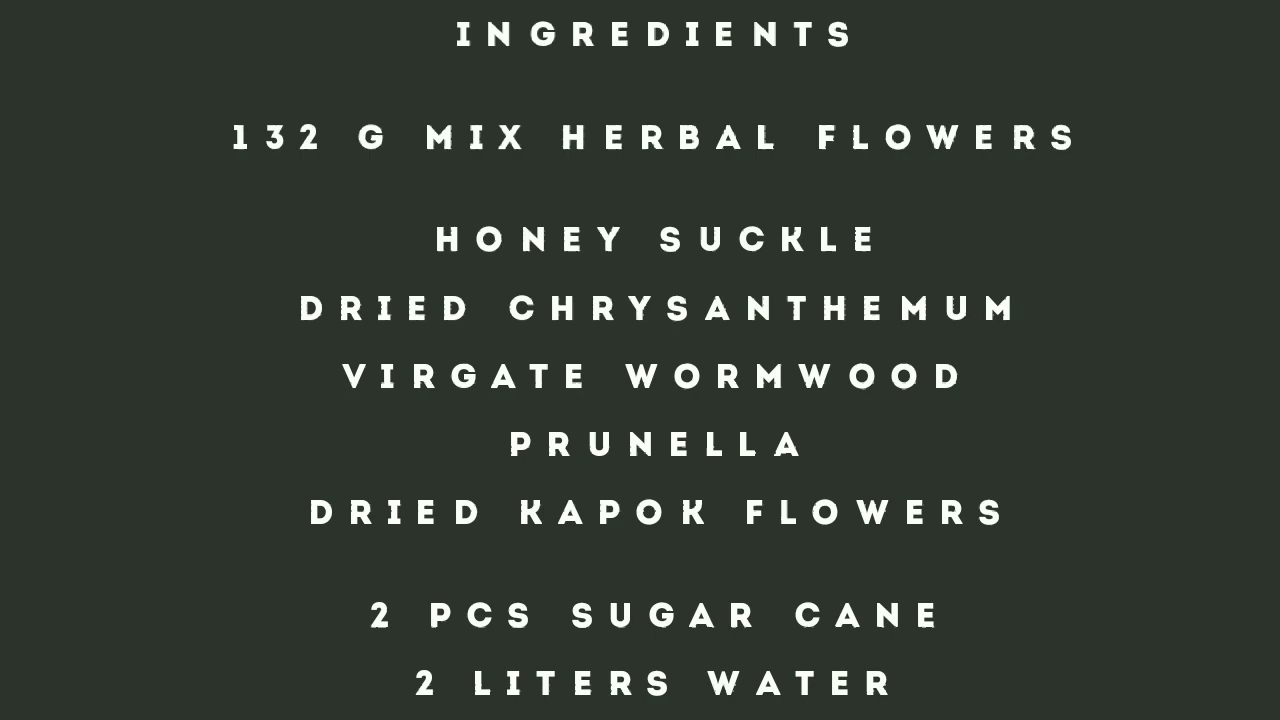 INGREDIENTS
132 G MIX HERBAL FLOWERS
HONEY SUCKLE
DRIED CHRYSANTHEMUM
VIRGATE WORMWOOD
PRUNELLA
DRIED KAPOK FLOWERS
2 PCS SUGAR CANE
2 LITERS WATER